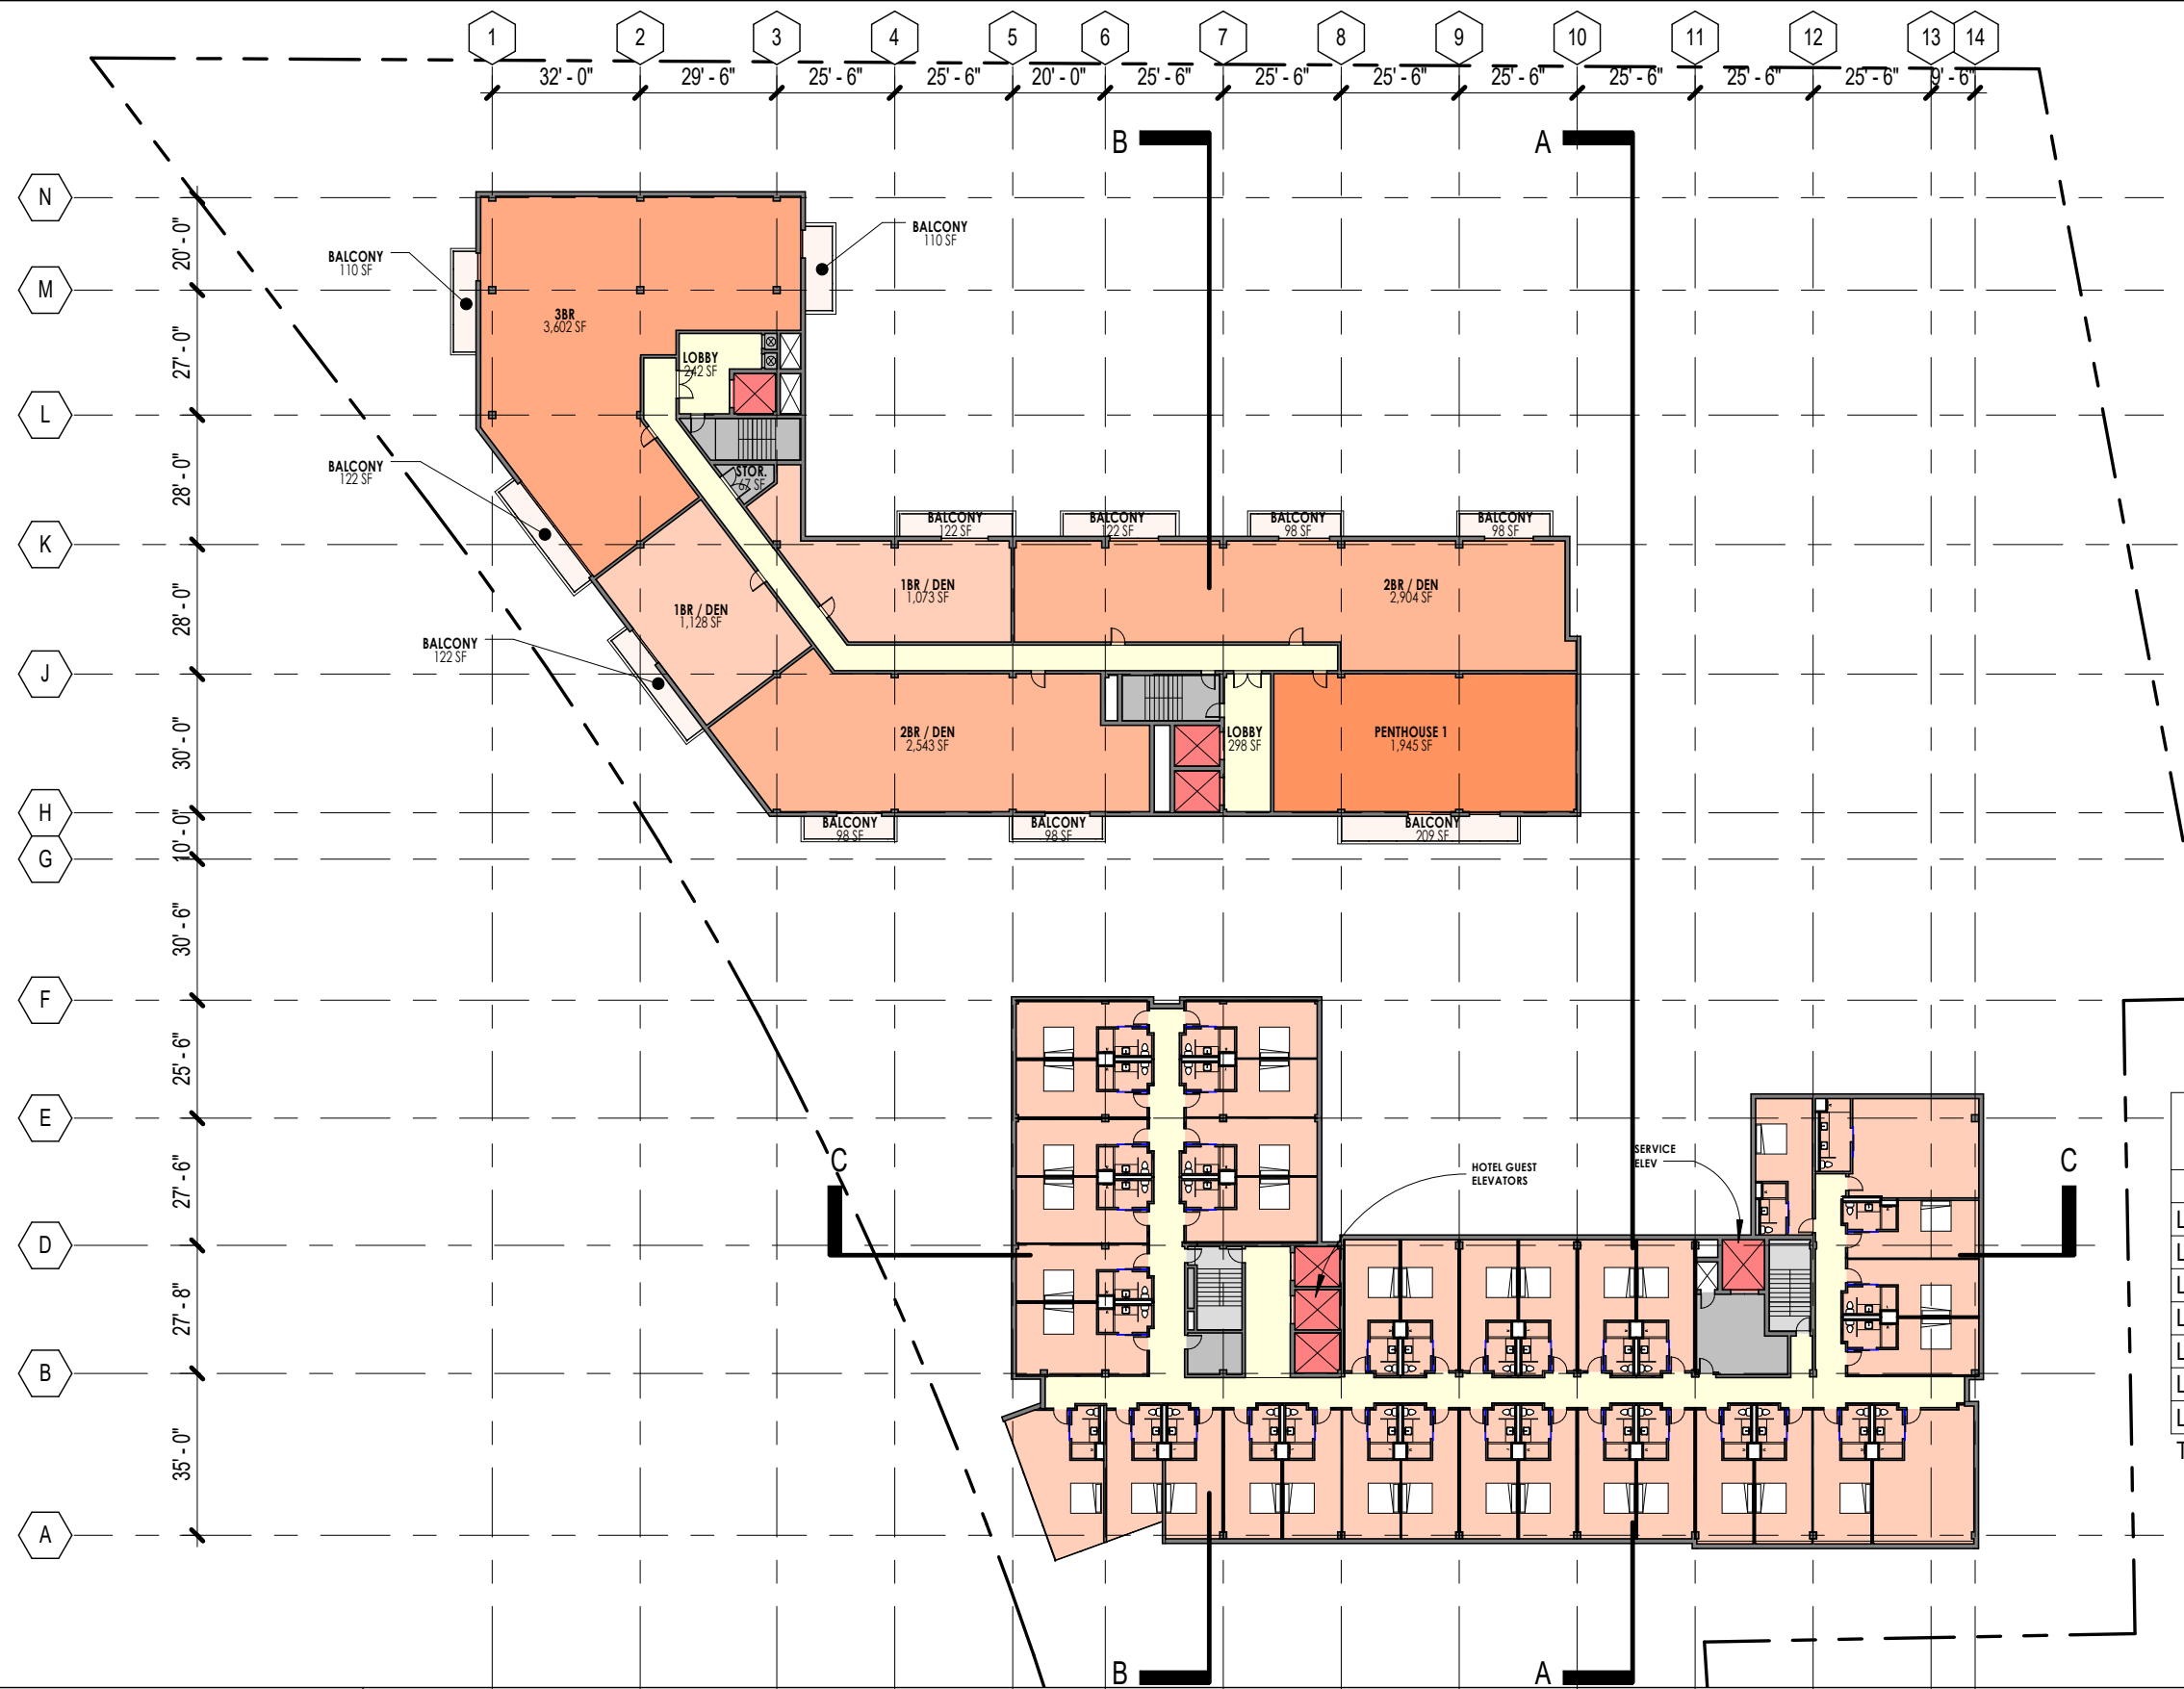 1
2
3
4
5
6
7
8
9
10
11
12
13
14
32' - 0"
29' - 6"
25' - 6"
25' - 6"
20' - 0"
25' - 6"
25' - 6"
25' - 6"
25' - 6"
25' - 6"
25' - 6"
25' - 6"
9' - 6"
B
A
N
M
L
K
J
H
G
F
E
D
B
A
20' - 0"
27' - 0"
28' - 0"
28' - 0"
30' - 0"
10' - 0"
30' - 6"
25' - 6"
27' - 6"
27' - 8"
35' - 0"
BALCONY
110 SF
BALCONY
110 SF
3BR
3,602 SF
LOBBY
242 SF
BALCONY
122 SF
STOR.
67 SF
BALCONY
122 SF
BALCONY
122 SF
BALCONY
98 SF
BALCONY
98 SF
1BR / DEN
1,073 SF
2BR / DEN
2,904 SF
1BR / DEN
1,128 SF
BALCONY
122 SF
2BR / DEN
2,543 SF
LOBBY
298 SF
PENTHOUSE 1
1,945 SF
BALCONY
98 SF
BALCONY
98 SF
BALCONY
209 SF
C
HOTEL GUEST
ELEVATORS
SERVICE
ELEV
C
L
L
L
L
L
L
L
T
B
A